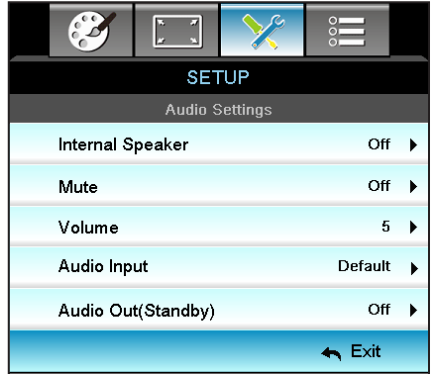 SETUP
Audio Settings
Internal Speaker Off
Mute Off
Volume 5
Audio Input Default
Audio Out(Standby) Off
Exit